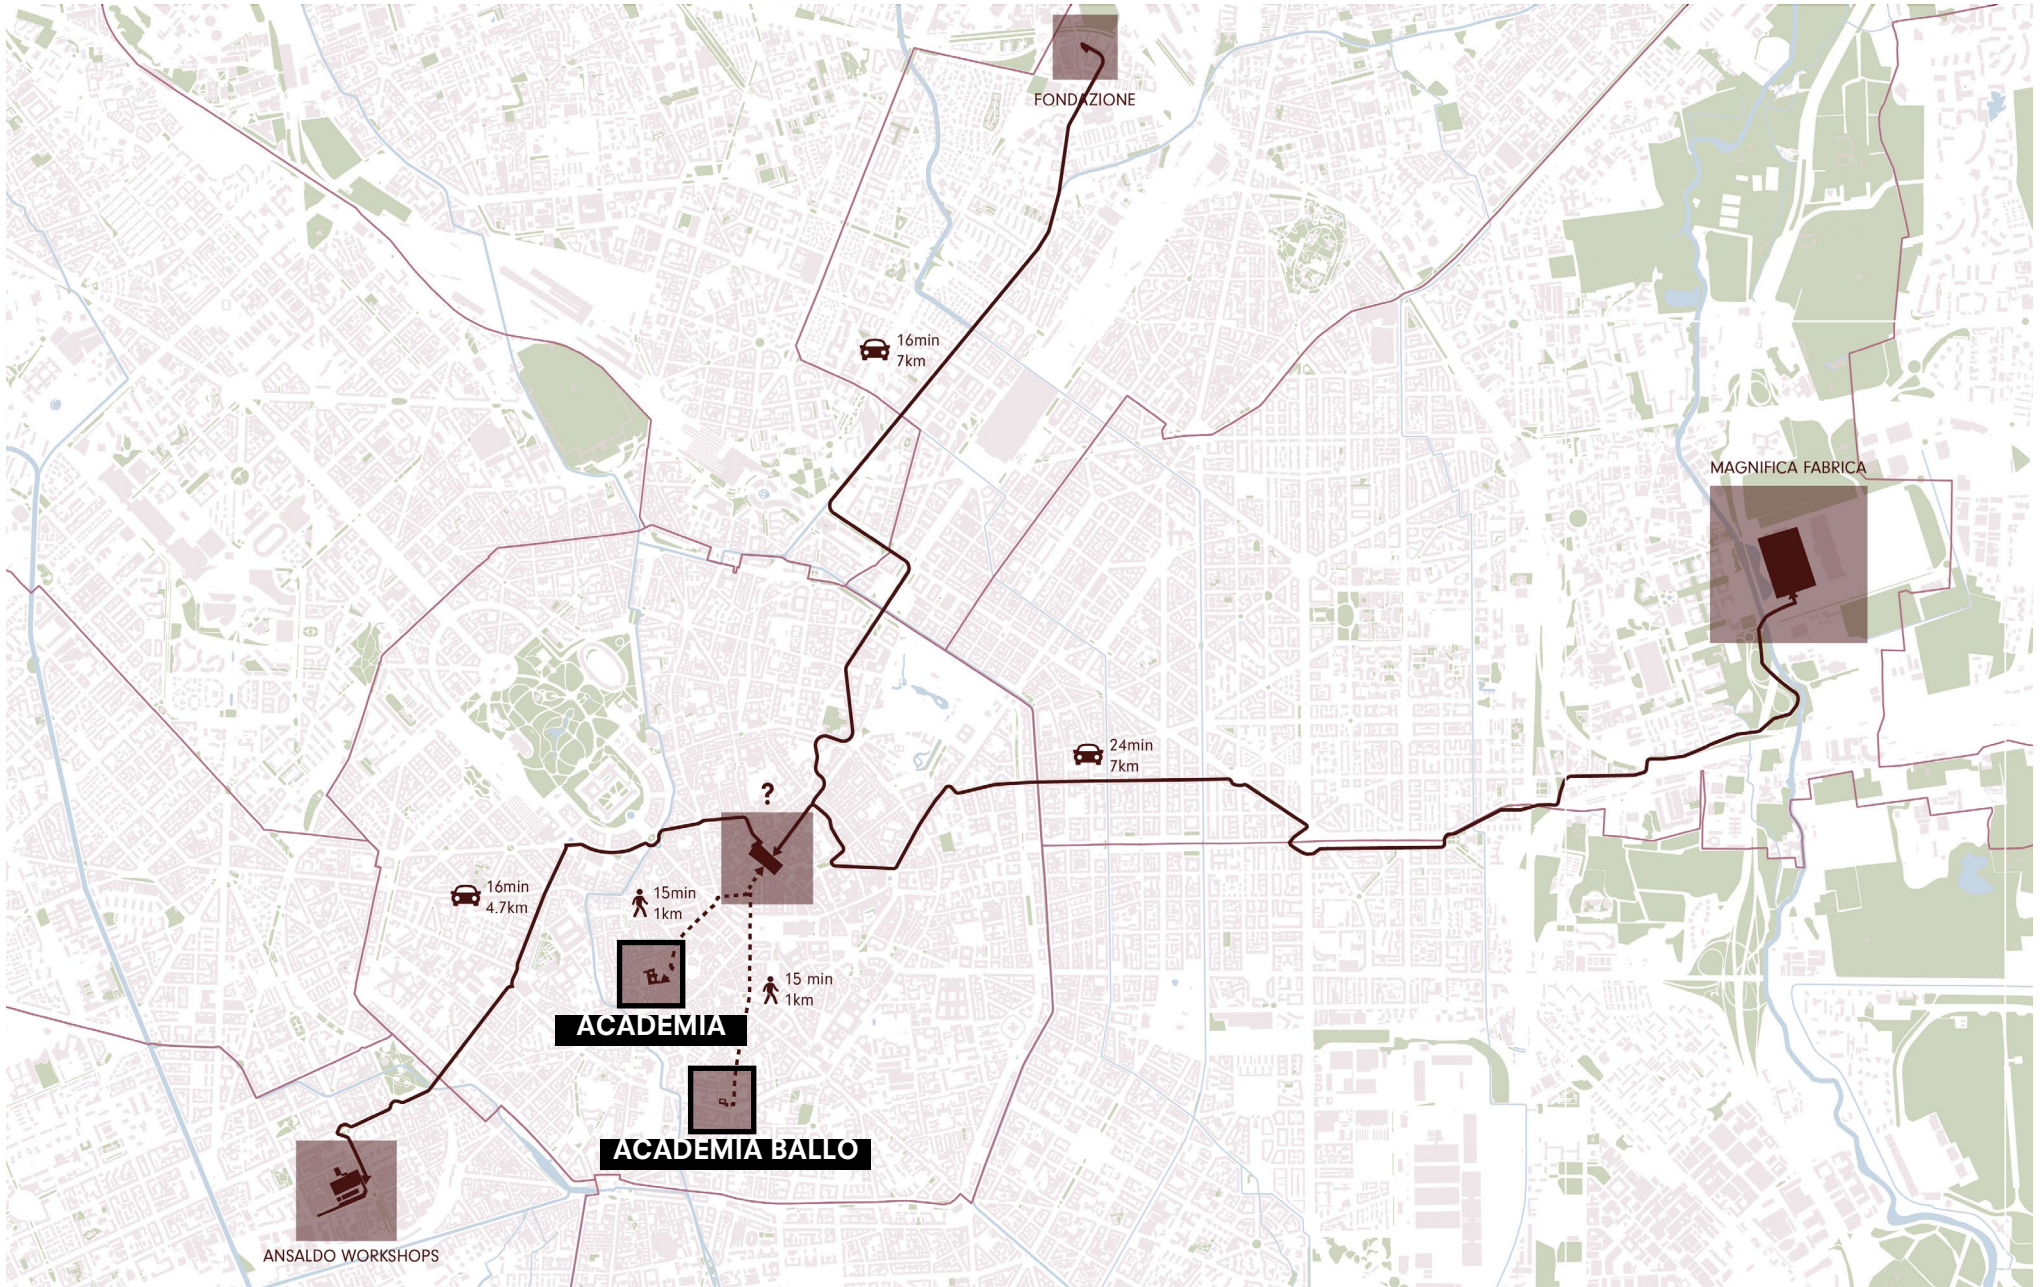 FONDAZIONE
16min
7km
MAGNIFICA FABRICA
24min
7km
?
16min
4.7km
15min
1km
15 min
1km
ACADEMIA
ACADEMIA BALLO
ANSALDO WORKSHOPS